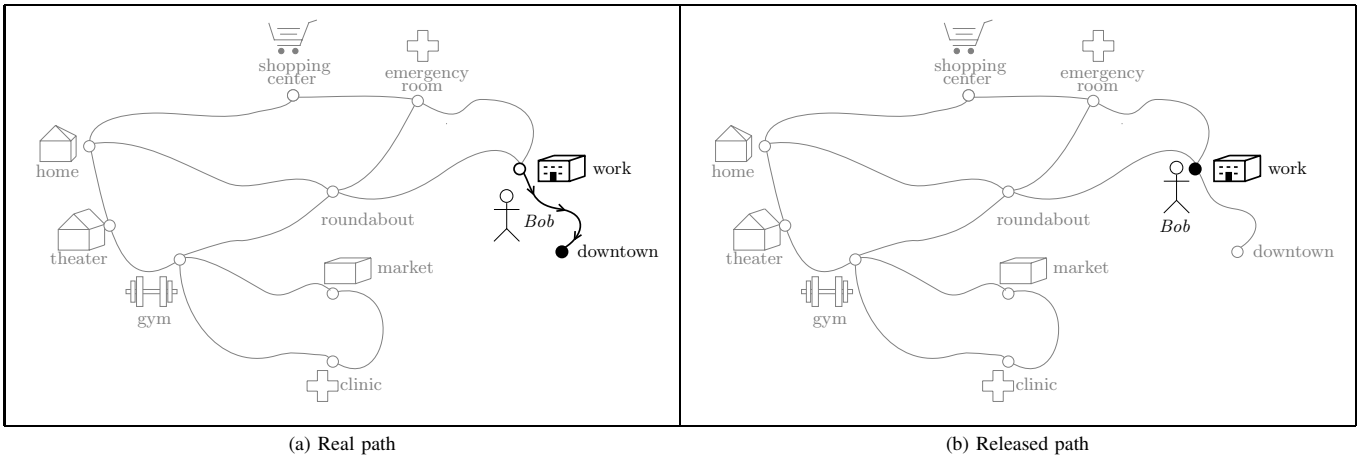 shopping
center
emergency
room
home
work
roundabout
Bob
theater
downtown
market
gym
clinic
(a) Real path
shopping
center
emergency
room
home
work
roundabout
Bob
theater
downtown
market
gym
clinic
(b) Released path